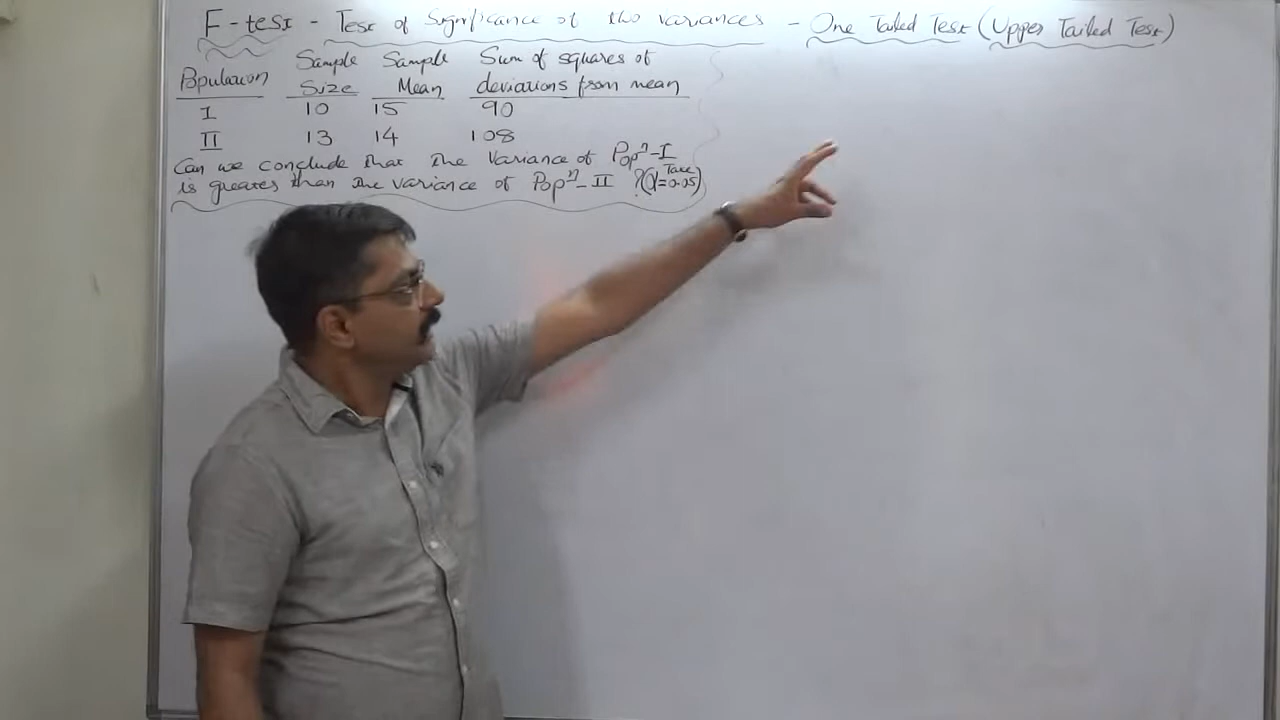 F-test - Test of Significance of two variances - One Tailed Test (Upper Tailed Test)
Population Sample Size Sample Mean Sum of squares of deviations from mean
I 10 15 90
II 13 14 108
Can we conclude that the variance of Popⁿ-I
is greater than the variance of Popⁿ-II ? (Take α=0.05)